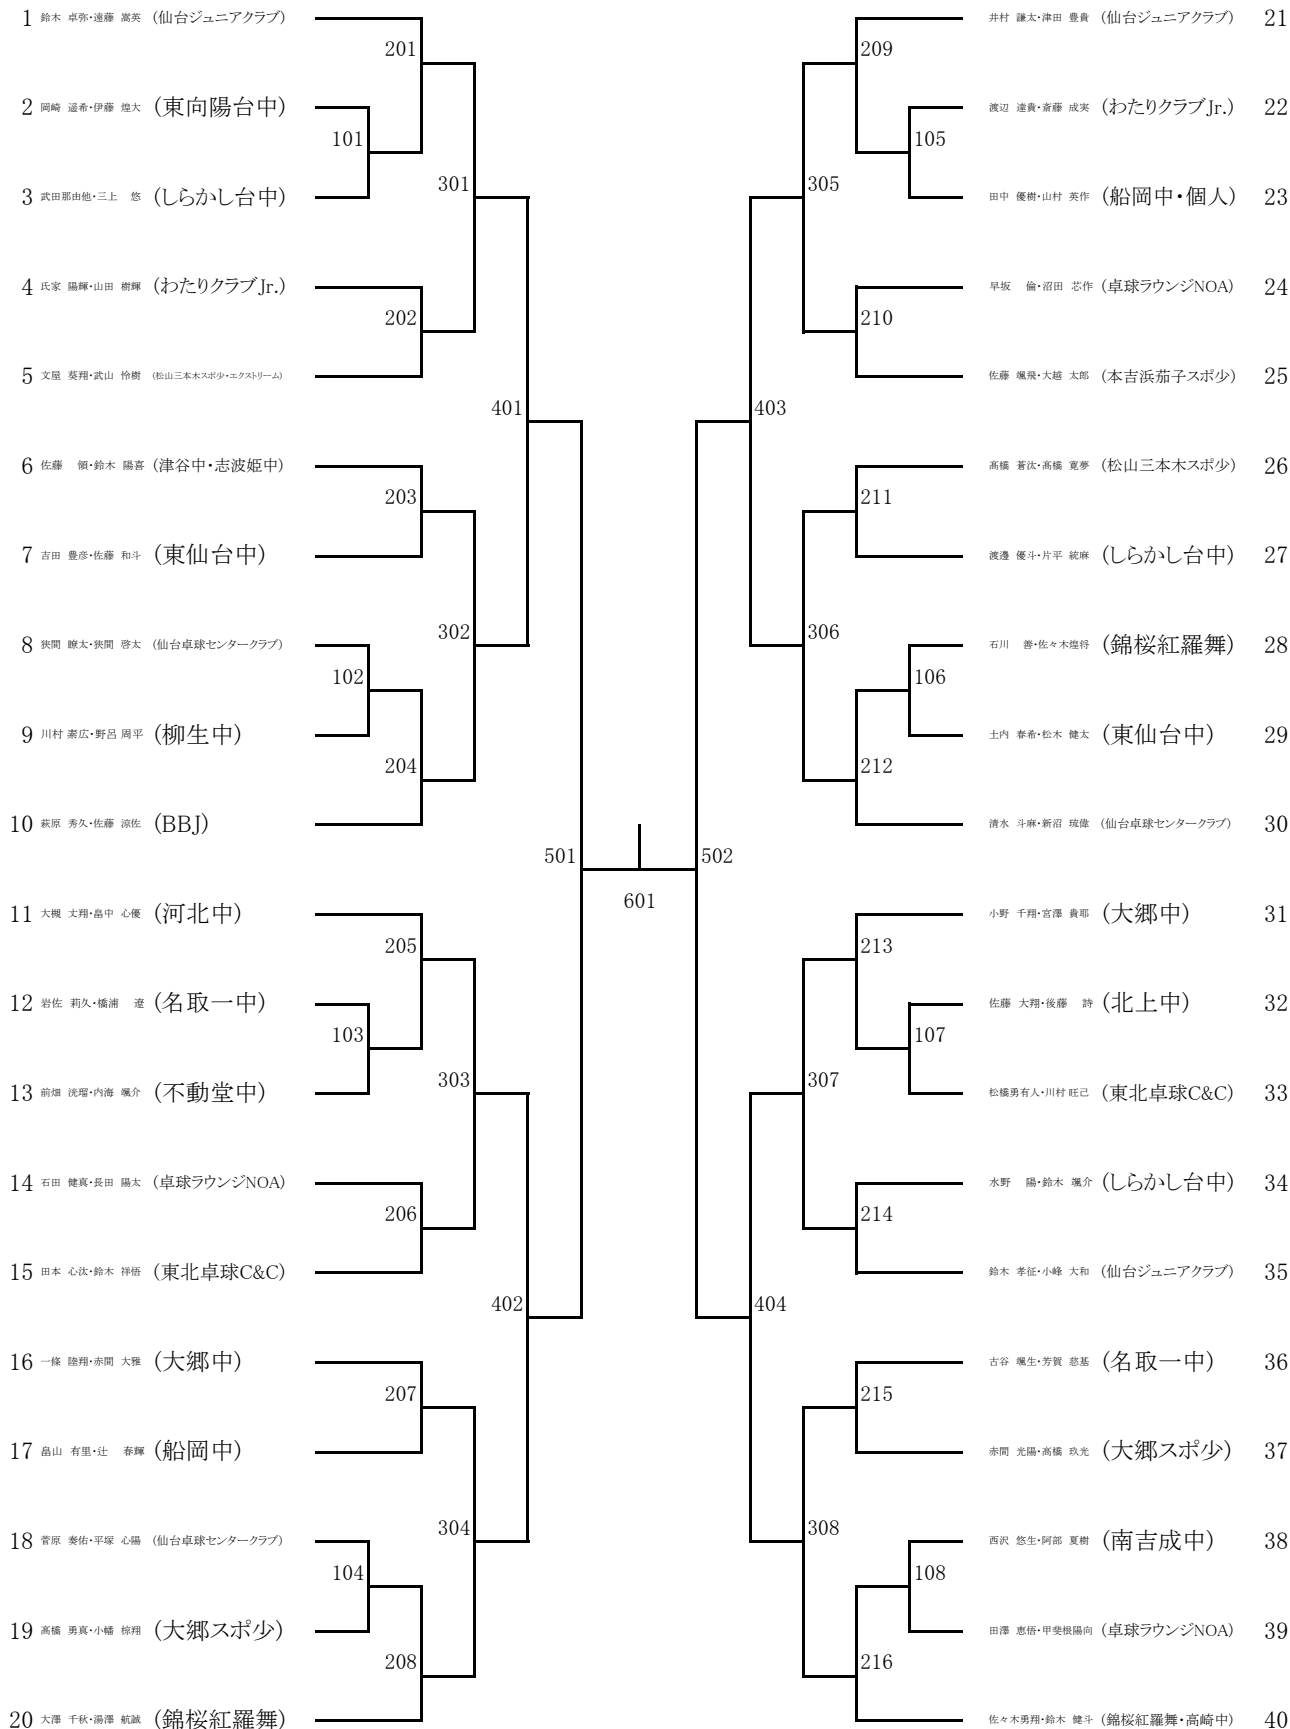 1 鈴木 卓弥・遠藤 嵩英 (仙台ジュニアクラブ)
2 岡崎 遥希・伊藤 煌大 (東向陽台中)
3 武田那由他・三上 悠 (しらかし台中)
4 氏家 陽輝・山田 樹輝 (わたりクラブJr.)
5 文屋 葵翔・武山 怜樹 (松山三本木スポ少・エクストリーム)
6 佐藤 領・鈴木 陽喜 (津谷中・志波姫中)
7 吉田 豊彦・佐藤 和斗 (東仙台中)
8 狹間 暸太・狹間 啓太 (仙台卓球センタークラブ)
9 川村 素広・野呂 周平 (柳生中)
10 萩原 秀久・佐藤 涼佐 (BBJ)
11 大槻 丈翔・畠中 心優 (河北中)
12 岩佐 莉久・橋浦 遼 (名取一中)
13 前畑 洸瑠・内海 颯介 (不動堂中)
14 石田 健真・長田 陽太 (卓球ラウンジNOA)
15 田本 心汰・鈴木 祥悟 (東北卓球C&C)
16 一條 陸翔・赤間 大雅 (大郷中)
17 畠山 有里・辻 春輝 (船岡中)
18 菅原 奏佑・平塚 心陽 (仙台卓球センタークラブ)
19 髙橋 勇真・小幡 椋翔 (大郷スポ少)
20 大澤 千秋・湯澤 航誠 (錦桜紅羅舞)
201
101
301
202
401
203
302
102
204
501
205
103
303
206
402
207
304
104
208
601
209
105
305
210
403
211
306
106
212
502
213
107
307
214
404
215
308
108
216
井村 謙太・津田 豊貴 (仙台ジュニアクラブ) 21
渡辺 達貴・斎藤 成実 (わたりクラブJr.) 22
田中 優樹・山村 英作 (船岡中・個人) 23
早坂 倫・沼田 芯作 (卓球ラウンジNOA) 24
佐藤 颯飛・大越 太郎 (本吉浜茄子スポ少) 25
髙橋 蒼汰・髙橋 寛夢 (松山三本木スポ少) 26
渡邊 優斗・片平 統麻 (しらかし台中) 27
石川 善・佐々木煌将 (錦桜紅羅舞) 28
土内 春希・松木 健太 (東仙台中) 29
清水 斗麻・新沼 琉偉 (仙台卓球センタークラブ) 30
小野 千翔・宮澤 貴耶 (大郷中) 31
佐藤 大翔・後藤 詩 (北上中) 32
松橋勇有人・川村 旺己 (東北卓球C&C) 33
水野 陽・鈴木 颯介 (しらかし台中) 34
鈴木 孝征・小峰 大和 (仙台ジュニアクラブ) 35
古谷 颯生・芳賀 慈基 (名取一中) 36
赤間 光陽・高橋 玖光 (大郷スポ少) 37
西沢 悠生・阿部 夏樹 (南吉成中) 38
田澤 恵悟・甲斐根陽向 (卓球ラウンジNOA) 39
佐々木勇翔・鈴木 健斗 (錦桜紅羅舞・高崎中) 40